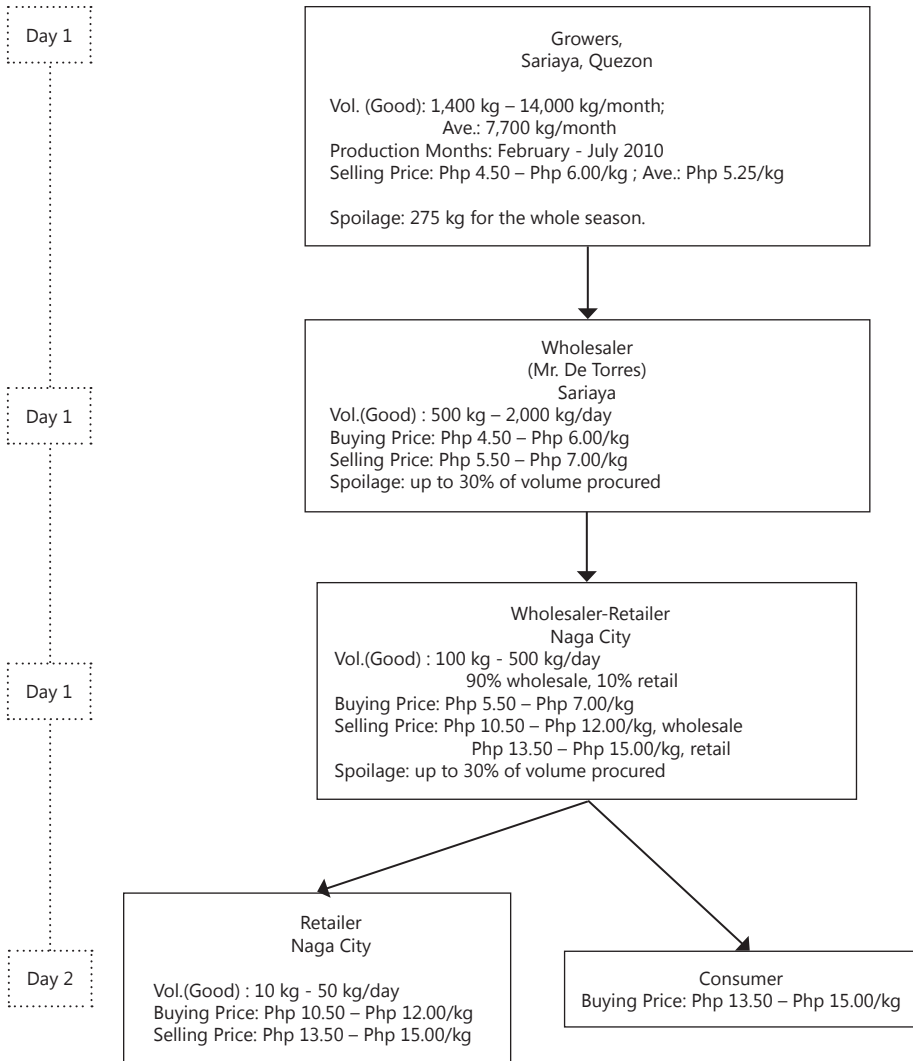 Day 1
Growers,
Sariaya, Quezon
Vol. (Good): 1,400 kg – 14,000 kg/month;
Ave.: 7,700 kg/month
Production Months: February - July 2010
Selling Price: Php 4.50 – Php 6.00/kg ; Ave.: Php 5.25/kg
Spoilage: 275 kg for the whole season.
Day 1
Wholesaler
(Mr. De Torres)
Sariaya
Vol.(Good) : 500 kg – 2,000 kg/day
Buying Price: Php 4.50 – Php 6.00/kg
Selling Price: Php 5.50 – Php 7.00/kg
Spoilage: up to 30% of volume procured
Day 1
Wholesaler-Retailer
Naga City
Vol.(Good) : 100 kg - 500 kg/day
90% wholesale, 10% retail
Buying Price: Php 5.50 – Php 7.00/kg
Selling Price: Php 10.50 – Php 12.00/kg, wholesale
Php 13.50 – Php 15.00/kg, retail
Spoilage: up to 30% of volume procured
Day 2
Retailer
Naga City
Vol.(Good) : 10 kg - 50 kg/day
Buying Price: Php 10.50 – Php 12.00/kg
Selling Price: Php 13.50 – Php 15.00/kg
Consumer
Buying Price: Php 13.50 – Php 15.00/kg